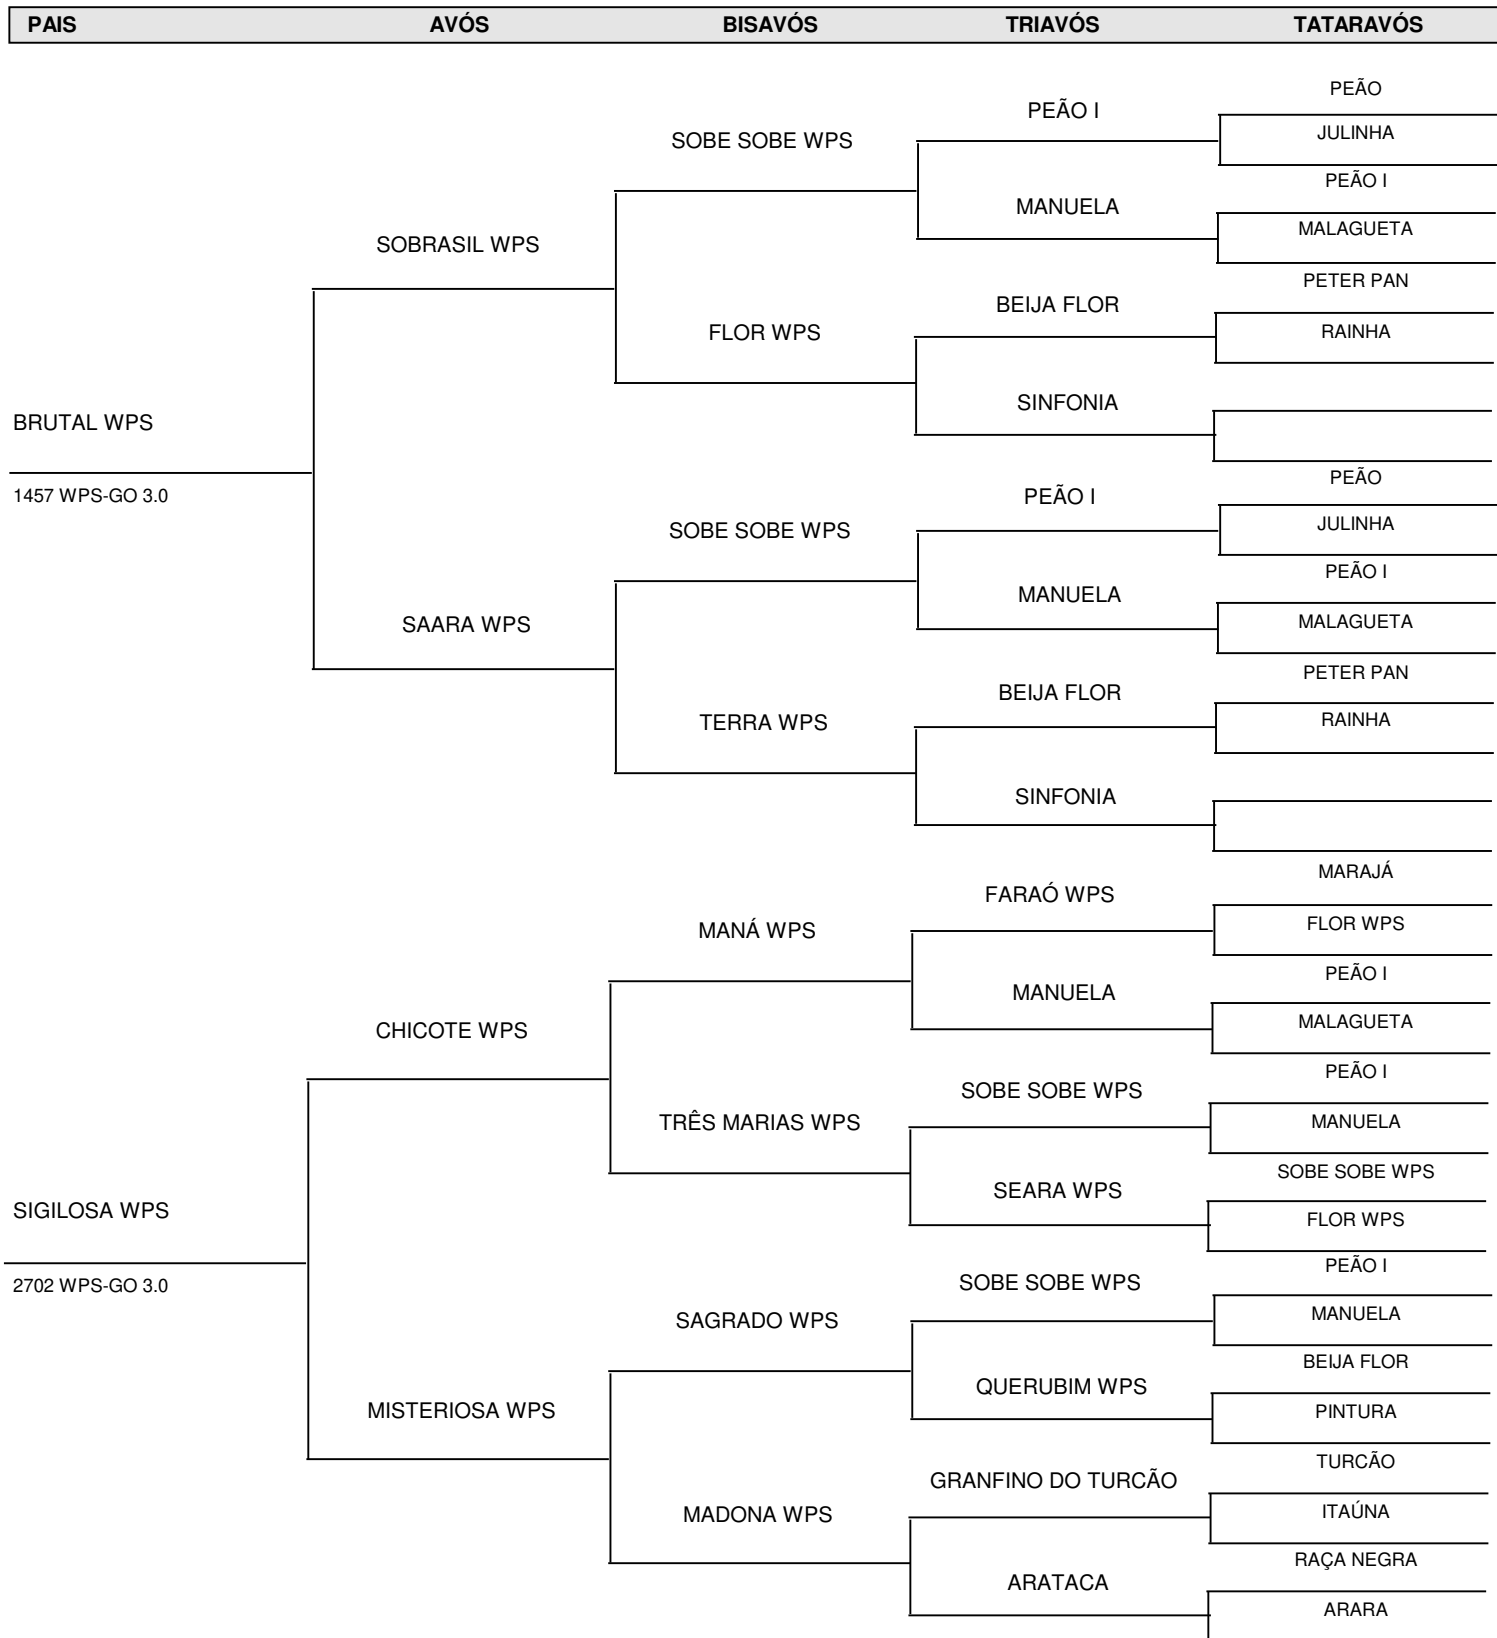 PAIS AVÓS BISAVÓS TRIAVÓS TATARAVÓS
PEÃO
PEÃO I
JULINHA
SOBE SOBE WPS
PEÃO I
MANUELA
MALAGUETA
SOBRASIL WPS
PETER PAN
BEIJA FLOR
RAINHA
FLOR WPS
SINFONIA
BRUTAL WPS
PEÃO
1457 WPS-GO 3.0
PEÃO I
JULINHA
SOBE SOBE WPS
PEÃO I
MANUELA
MALAGUETA
SAARA WPS
PETER PAN
BEIJA FLOR
RAINHA
TERRA WPS
SINFONIA
MARAJÁ
FARAÓ WPS
FLOR WPS
MANÁ WPS
PEÃO I
MANUELA
MALAGUETA
CHICOTE WPS
PEÃO I
SOBE SOBE WPS
MANUELA
TRÊS MARIAS WPS
SOBE SOBE WPS
SEARA WPS
SIGILOSA WPS
FLOR WPS
PEÃO I
2702 WPS-GO 3.0
SOBE SOBE WPS
MANUELA
SAGRADO WPS
BEIJA FLOR
QUERUBIM WPS
MISTERIOSA WPS
PINTURA
TURCÃO
GRANFINO DO TURCÃO
ITAÚNA
MADONA WPS
RAÇA NEGRA
ARATACA
ARARA